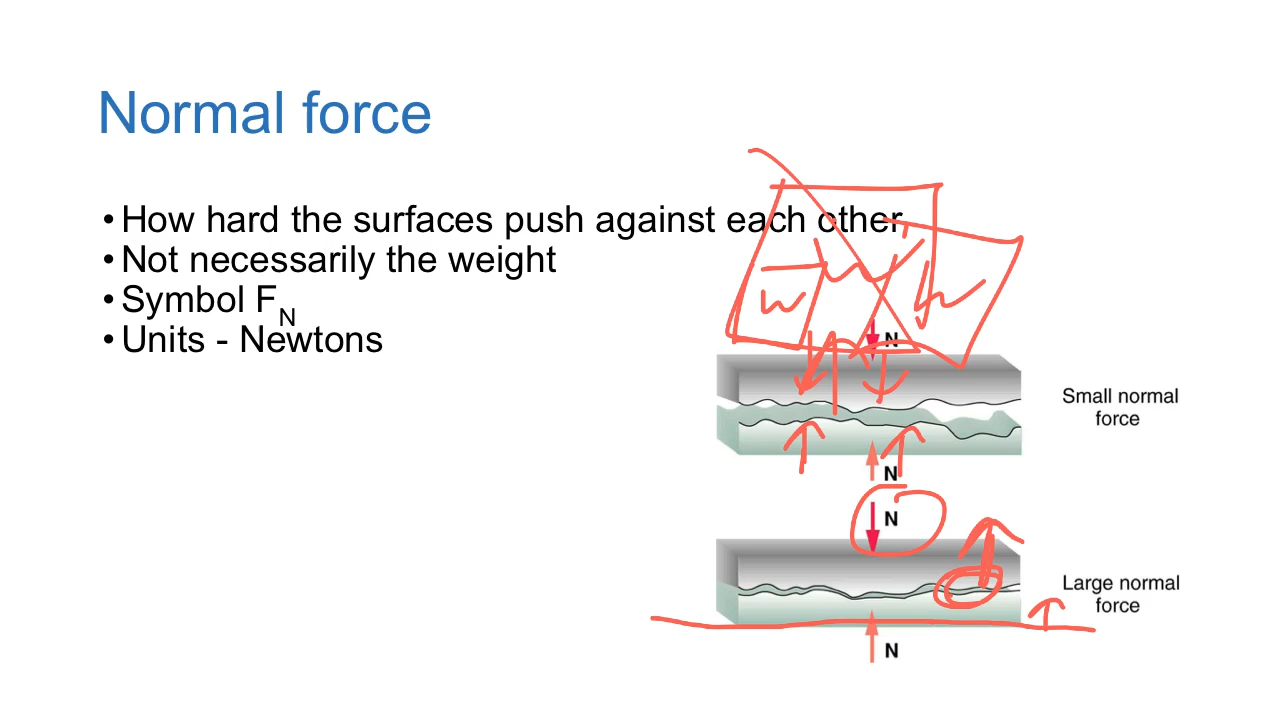 Normal force
• How hard the surfaces push against each other
• Not necessarily the weight
• Symbol FN
• Units - Newtons
w
N
Small normal
force
N
N
Large normal
force
N